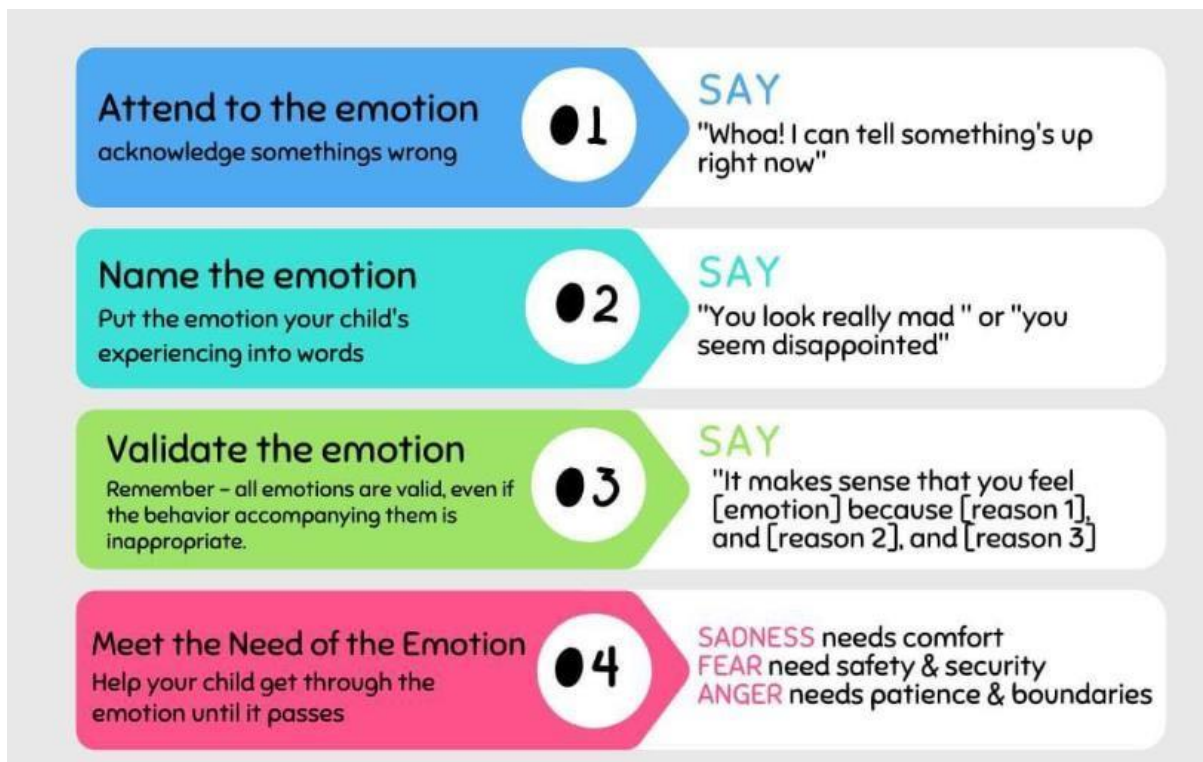 Attend to the emotion
acknowledge somethings wrong
01
SAY
"Whoa! I can tell something's up
right now"
Name the emotion
Put the emotion your child's
experiencing into words
02
SAY
"You look really mad " or "you
seem disappointed"
Validate the emotion
Remember – all emotions are valid, even if
the behavior accompanying them is
inappropriate.
03
SAY
"It makes sense that you feel
[emotion] because [reason 1],
and [reason 2], and [reason 3]
Meet the Need of the Emotion
Help your child get through the
emotion until it passes
04
SADNESS needs comfort
FEAR need safety & security
ANGER needs patience & boundaries